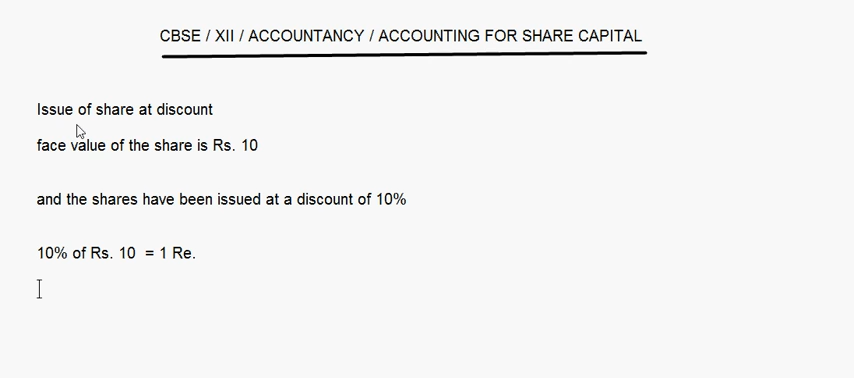 CBSE / XII / ACCOUNTANCY / ACCOUNTING FOR SHARE CAPITAL
Issue of share at discount
face value of the share is Rs. 10
and the shares have been issued at a discount of 10%
10% of Rs. 10 = 1 Re.